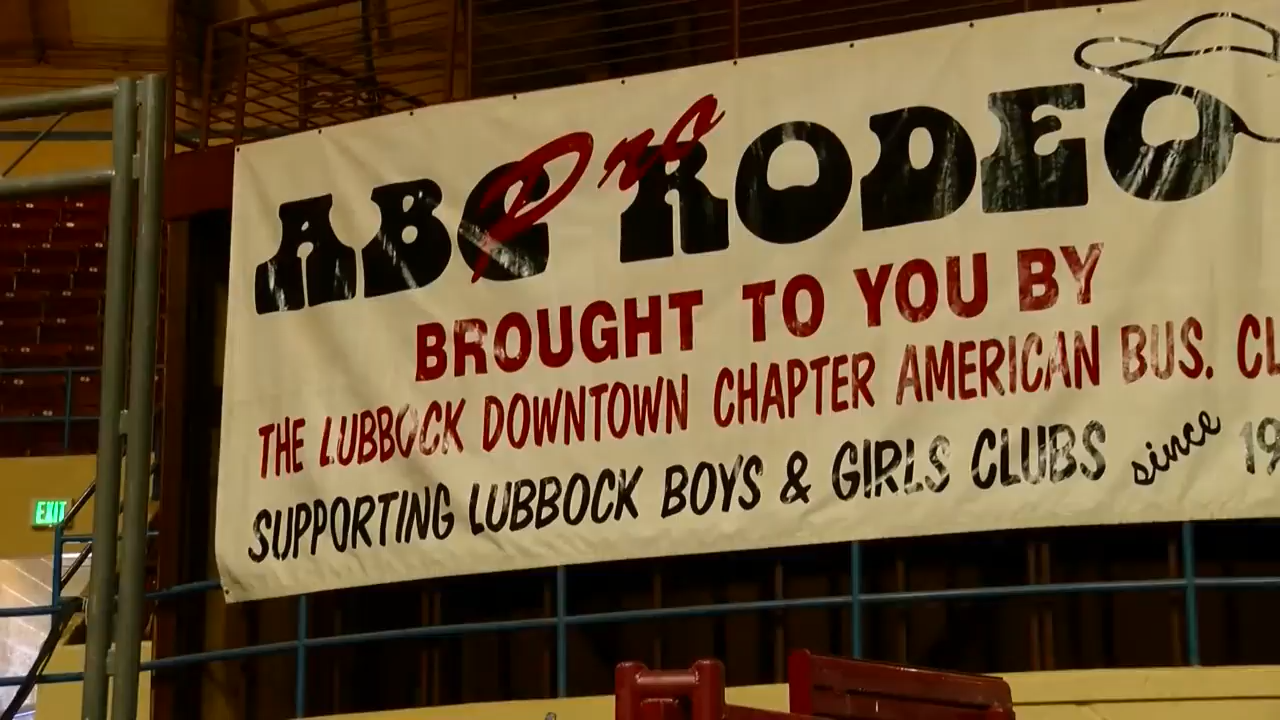 ABC Pro RODEO
BROUGHT TO YOU BY
THE LUBBOCK DOWNTOWN CHAPTER AMERICAN BUS. CL
SUPPORTING LUBBOCK BOYS & GIRLS CLUBS since 19
EXIT